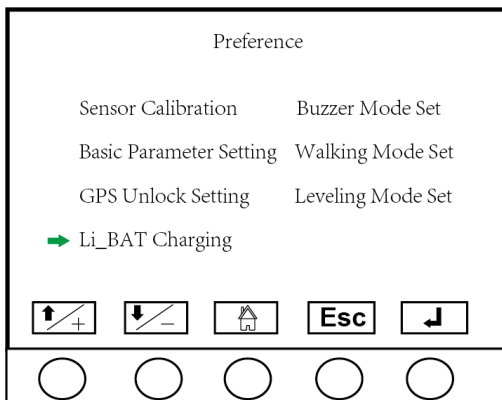 Preference
Sensor Calibration Buzzer Mode Set
Basic Parameter Setting Walking Mode Set
GPS Unlock Setting Leveling Mode Set
Li_BAT Charging
+ − Esc